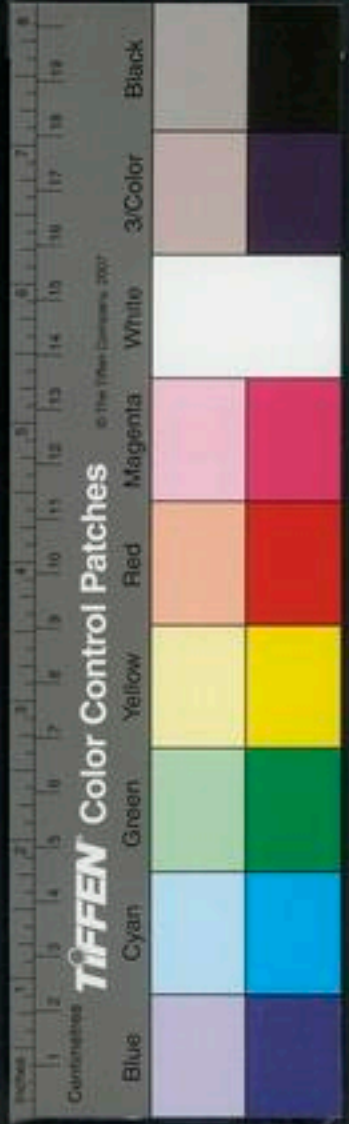 Inches 1 2 3 4 5 6 7 8
Centimetres 1 2 3 4 5 6 7 8 9 10 11 12 13 14 15 16 17 18 19
TIFFEN® Color Control Patches © The Tiffen Company, 2007
Blue Cyan Green Yellow Red Magenta White 3/Color Black